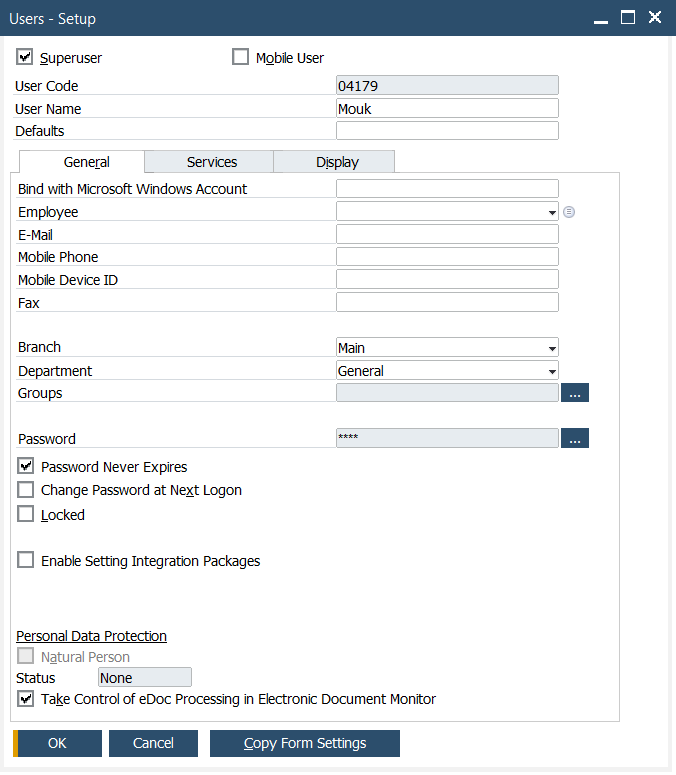 Users - Setup
Superuser Mobile User
User Code 04179
User Name Mouk
Defaults
General Services Display
Bind with Microsoft Windows Account
Employee
E-Mail
Mobile Phone
Mobile Device ID
Fax
Branch Main
Department General
Groups ...
Password **** ...
Password Never Expires
Change Password at Next Logon
Locked
Enable Setting Integration Packages
Personal Data Protection
Natural Person
Status None
Take Control of eDoc Processing in Electronic Document Monitor
OK Cancel Copy Form Settings